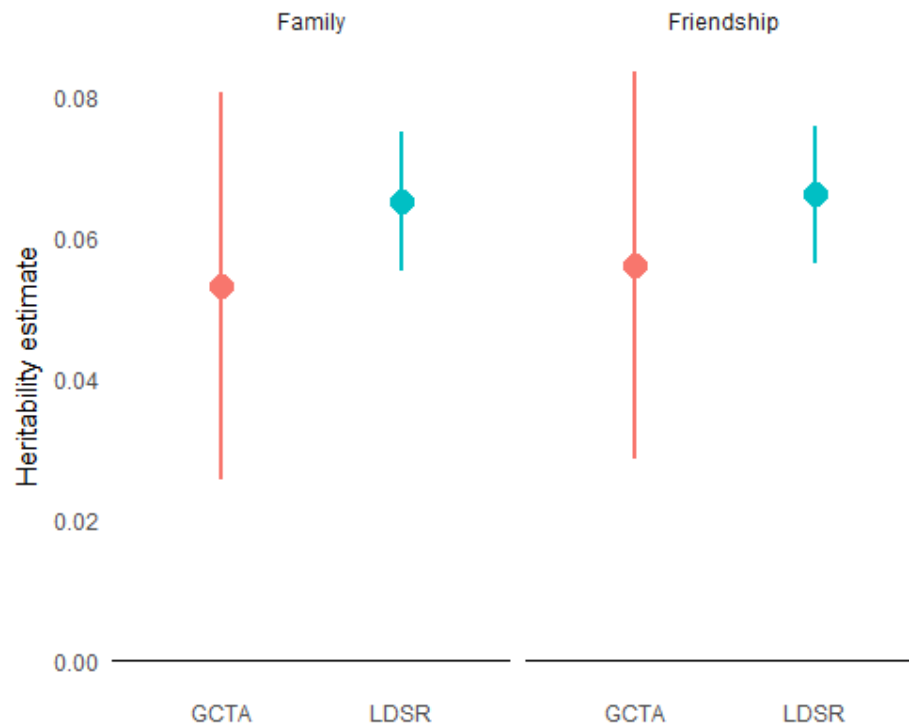 Family
Friendship
Heritability estimate
0.08
0.06
0.04
0.02
0.00
GCTA
LDSR
GCTA
LDSR